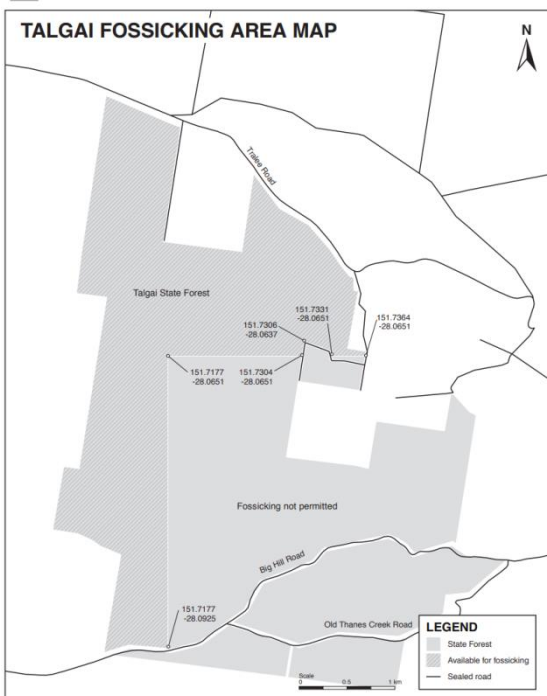 TALGAI FOSSICKING AREA MAP
N
Tralee Road
Talgai State Forest
151.7331
-28.0651
151.7364
-28.0651
151.7306
-28.0637
151.7177
-28.0651
151.7304
-28.0651
Fossicking not permitted
Big Hill Road
151.7177
-28.0925
Old Thanes Creek Road
LEGEND
State Forest
Available for fossicking
Sealed road
Scale
0 0.5 1 km